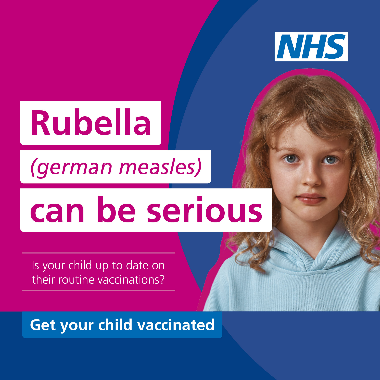 NHS
Rubella
(german measles)
can be serious
Is your child up to date on
their routine vaccinations?
Get your child vaccinated